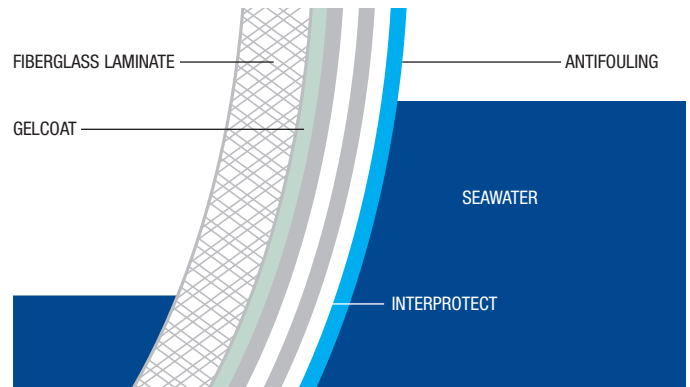 FIBERGLASS LAMINATE
ANTIFOULING
GELCOAT
SEAWATER
INTERPROTECT